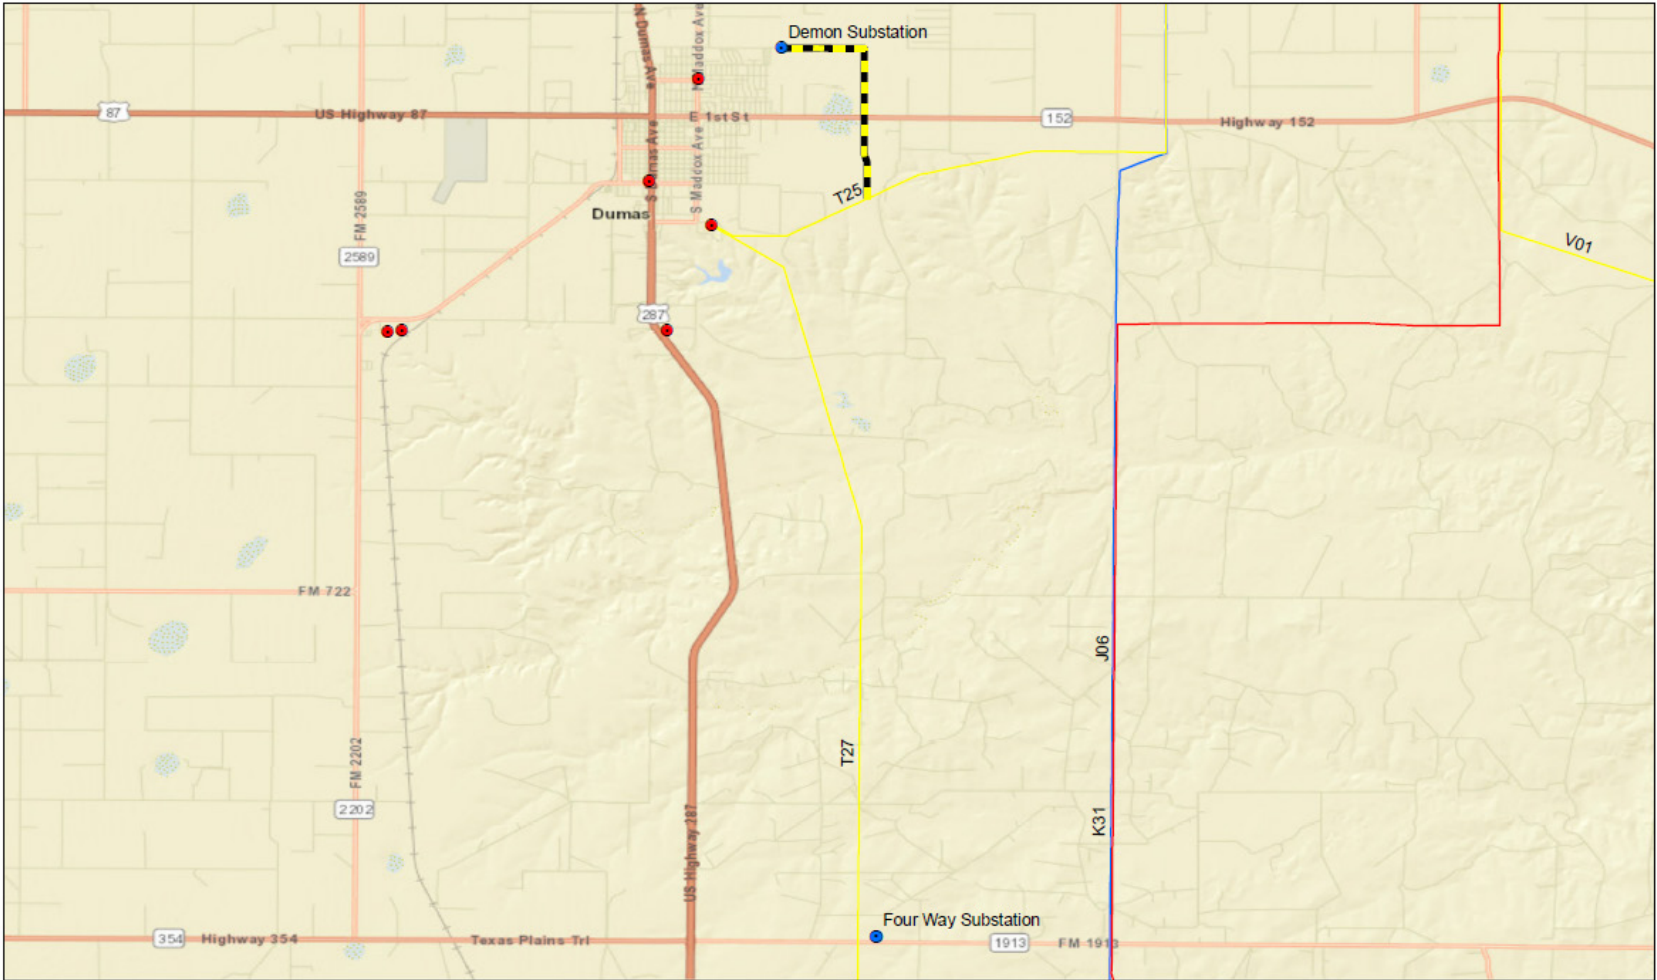 Demon Substation
N Dumas Ave
N Maddox Ave
87
US Highway 87
E 1st St
152
Highway 152
S Dumas Ave
S Maddox Ave
FM 2589
T25
Dumas
2589
V01
287
FM 722
J06
T27
FM 2202
2202
K31
US Highway 287
Four Way Substation
354
Highway 354
Texas Plains Trl
1913
FM 1913